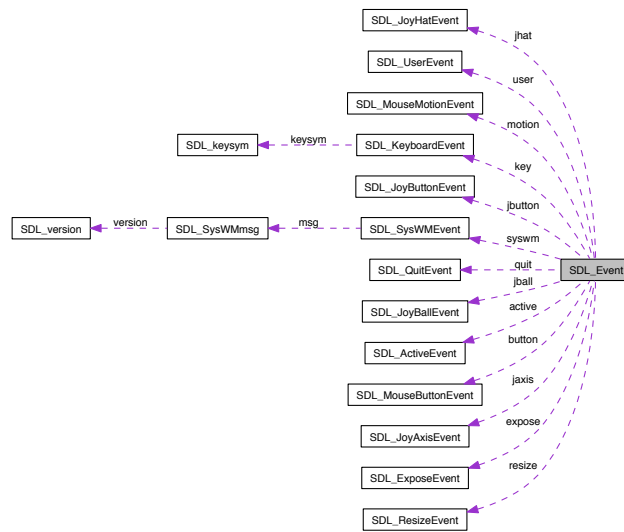 SDL_JoyHatEvent
jhat
SDL_UserEvent
user
SDL_MouseMotionEvent
motion
SDL_keysym
keysym
SDL_KeyboardEvent
key
SDL_JoyButtonEvent
jbutton
SDL_version
version
SDL_SysWMmsg
msg
SDL_SysWMEvent
syswm
SDL_QuitEvent
quit
SDL_Event
jball
SDL_JoyBallEvent
active
SDL_ActiveEvent
button
SDL_MouseButtonEvent
jaxis
SDL_JoyAxisEvent
expose
SDL_ExposeEvent
resize
SDL_ResizeEvent